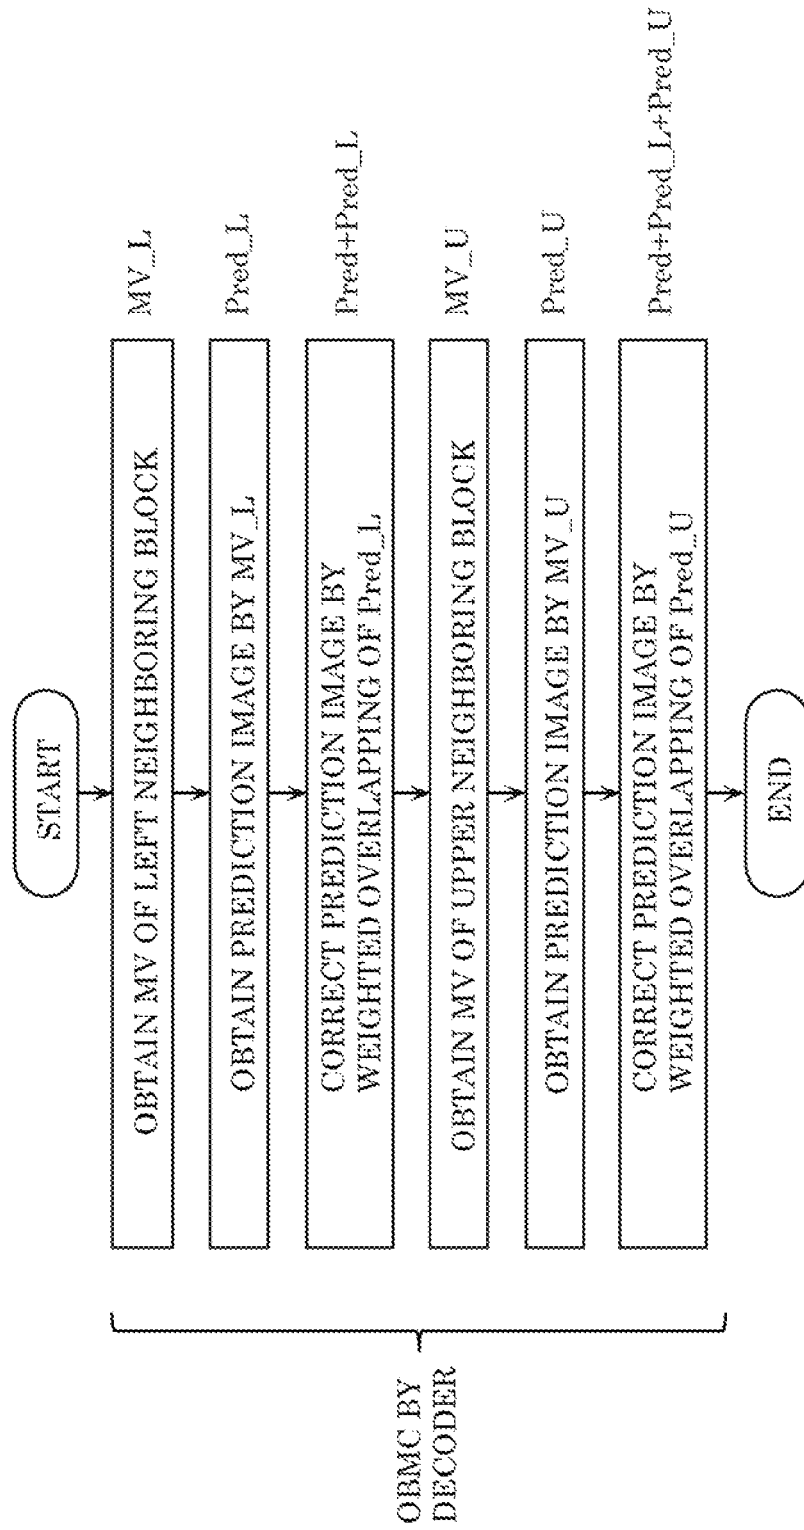 START
OBTAIN MV OF LEFT NEIGHBORING BLOCK
MV_L
OBTAIN PREDICTION IMAGE BY MV_L
Pred_L
CORRECT PREDICTION IMAGE BY
WEIGHTED OVERLAPPING OF Pred_L
Pred+Pred_L
OBTAIN MV OF UPPER NEIGHBORING BLOCK
MV_U
OBTAIN PREDICTION IMAGE BY MV_U
Pred_U
CORRECT PREDICTION IMAGE BY
WEIGHTED OVERLAPPING OF Pred_U
Pred+Pred_L+Pred_U
END
OBMC BY
DECODER